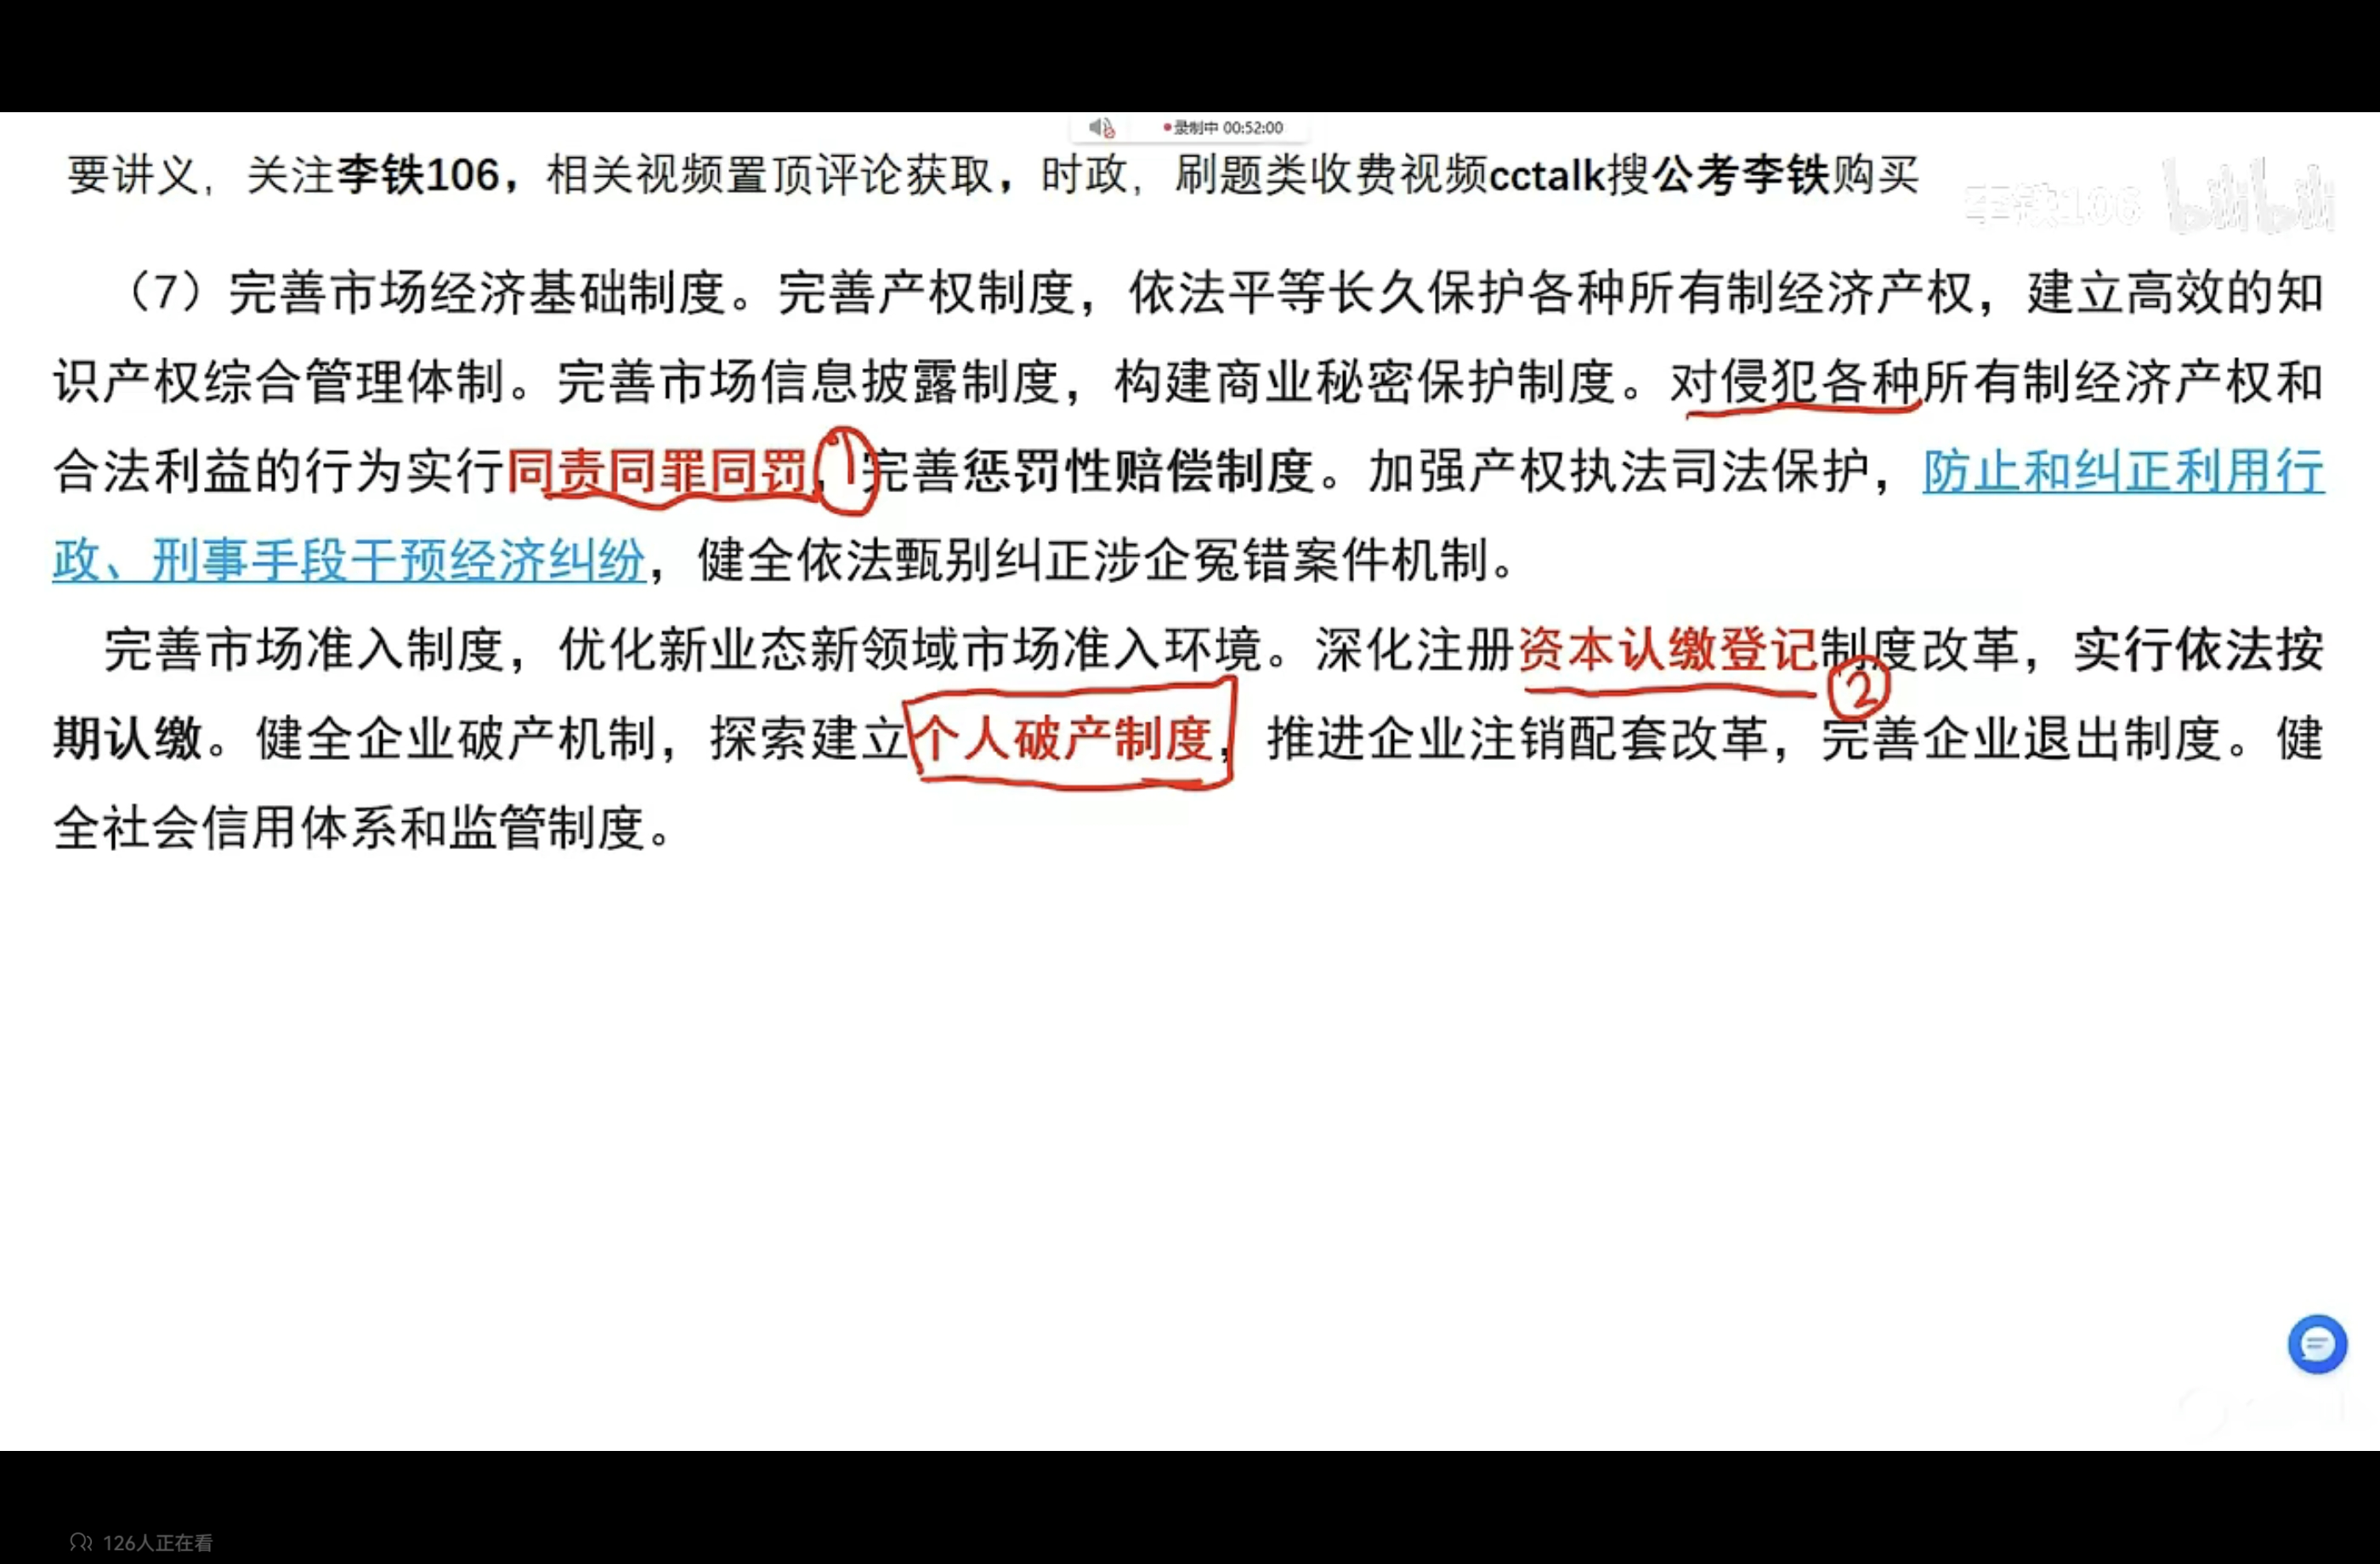 录制中 00:52:00
要讲义，关注李铁106，相关视频置顶评论获取，时政，刷题类收费视频cctalk搜公考李铁购买
李铁106 bilibili
（7）完善市场经济基础制度。完善产权制度，依法平等长久保护各种所有制经济产权，建立高效的知
识产权综合管理体制。完善市场信息披露制度，构建商业秘密保护制度。对侵犯各种所有制经济产权和
合法利益的行为实行同责同罪同罚，完善惩罚性赔偿制度。加强产权执法司法保护，防止和纠正利用行
政、刑事手段干预经济纠纷，健全依法甄别纠正涉企冤错案件机制。
完善市场准入制度，优化新业态新领域市场准入环境。深化注册资本认缴登记制度改革，实行依法按
期认缴。健全企业破产机制，探索建立个人破产制度，推进企业注销配套改革，完善企业退出制度。健
全社会信用体系和监管制度。
1
②
126人正在看